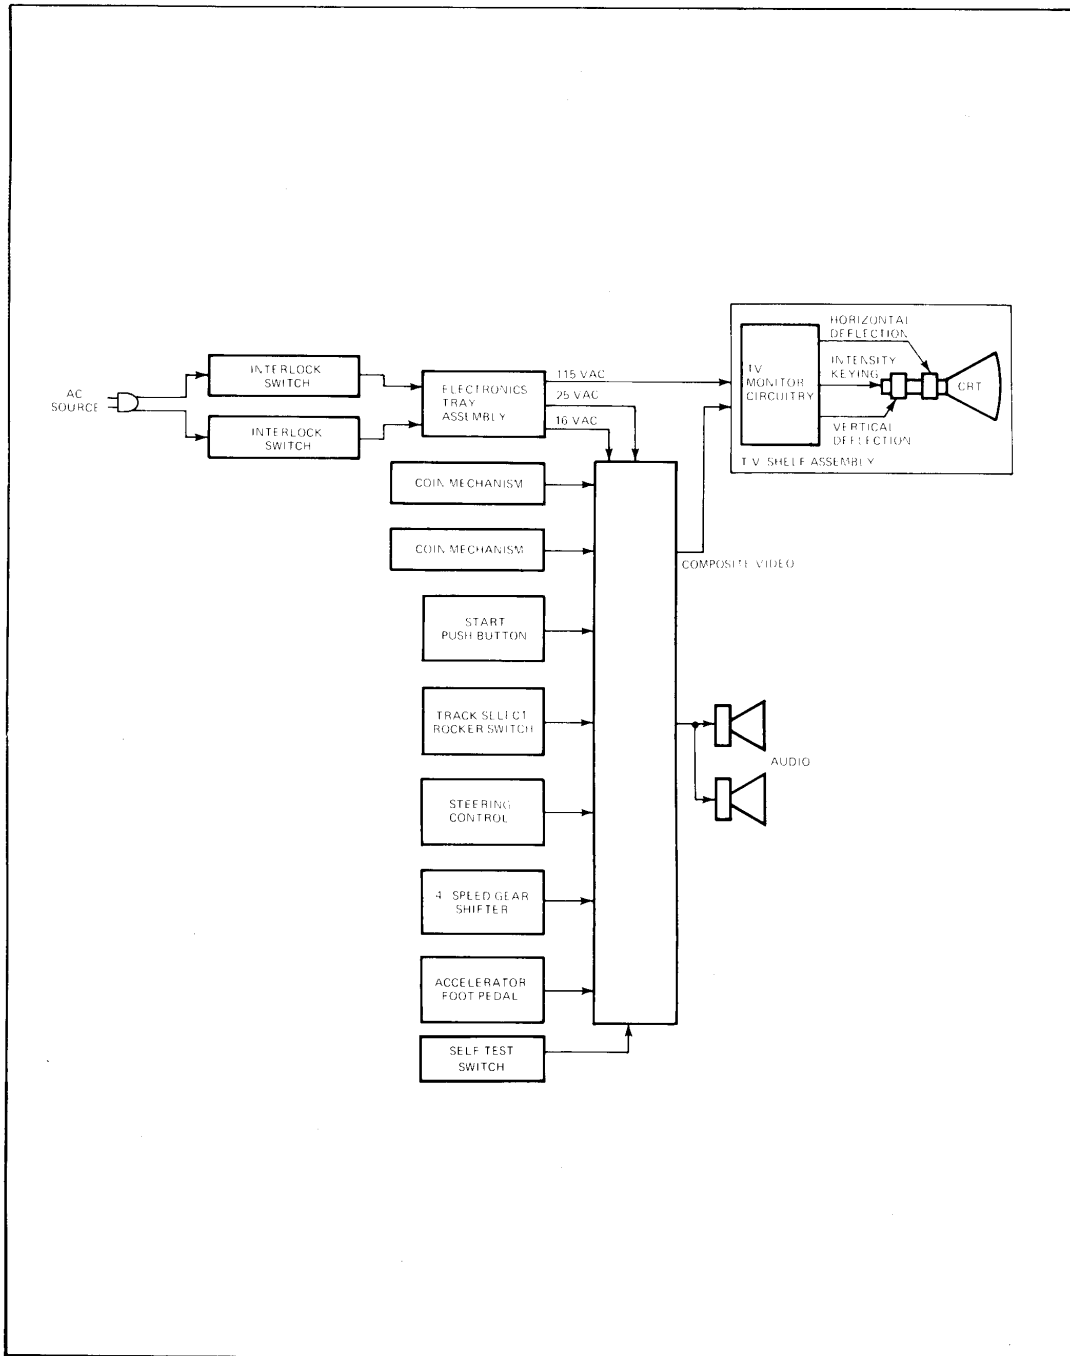 HORIZONTAL
DEFLECTION
INTENSITY
KEYING
TV
MONITOR
CIRCUITRY
CRT
VERTICAL
DEFLECTION
T.V. SHELF ASSEMBLY
AC
SOURCE
INTERLOCK
SWITCH
INTERLOCK
SWITCH
ELECTRONICS
TRAY
ASSEMBLY
115 VAC
25 VAC
16 VAC
COIN MECHANISM
COIN MECHANISM
COMPOSITE VIDEO
START
PUSH BUTTON
TRACK SELECT
ROCKER SWITCH
AUDIO
STEERING
CONTROL
4 SPEED GEAR
SHIFTER
ACCELERATOR
FOOT PEDAL
SELF TEST
SWITCH